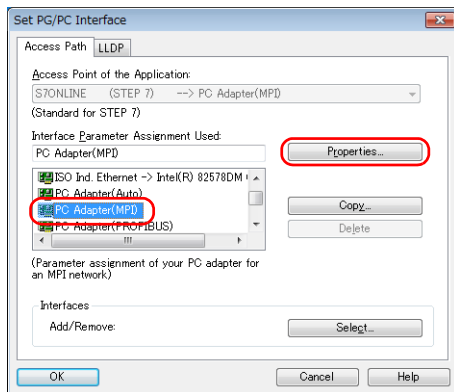 Set PG/PC Interface
Access Path LLDP
Access Point of the Application:
S7ONLINE (STEP 7) --> PC Adapter(MPI)
(Standard for STEP 7)
Interface Parameter Assignment Used:
PC Adapter(MPI)
Properties...
ISO Ind. Ethernet -> Intel(R) 82578DM
PC Adapter(Auto)
PC Adapter(MPI)
PC Adapter(PROFIBUS)
Copy...
Delete
(Parameter assignment of your PC adapter for
an MPI network)
Interfaces
Add/Remove:
Select...
OK
Cancel
Help